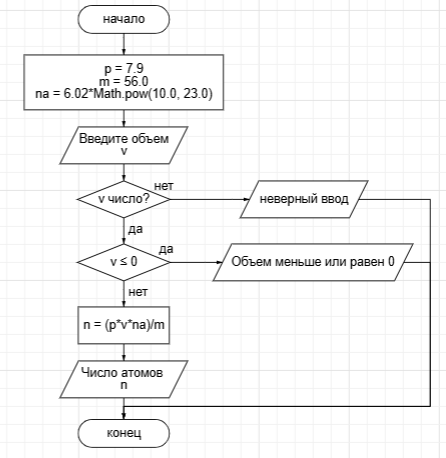 начало
p = 7.9
m = 56.0
na = 6.02*Math.pow(10.0, 23.0)
Введите объем
v
v число?
нет
неверный ввод
да
v ≤ 0
да
Объем меньше или равен 0
нет
n = (p*v*na)/m
Число атомов
n
конец